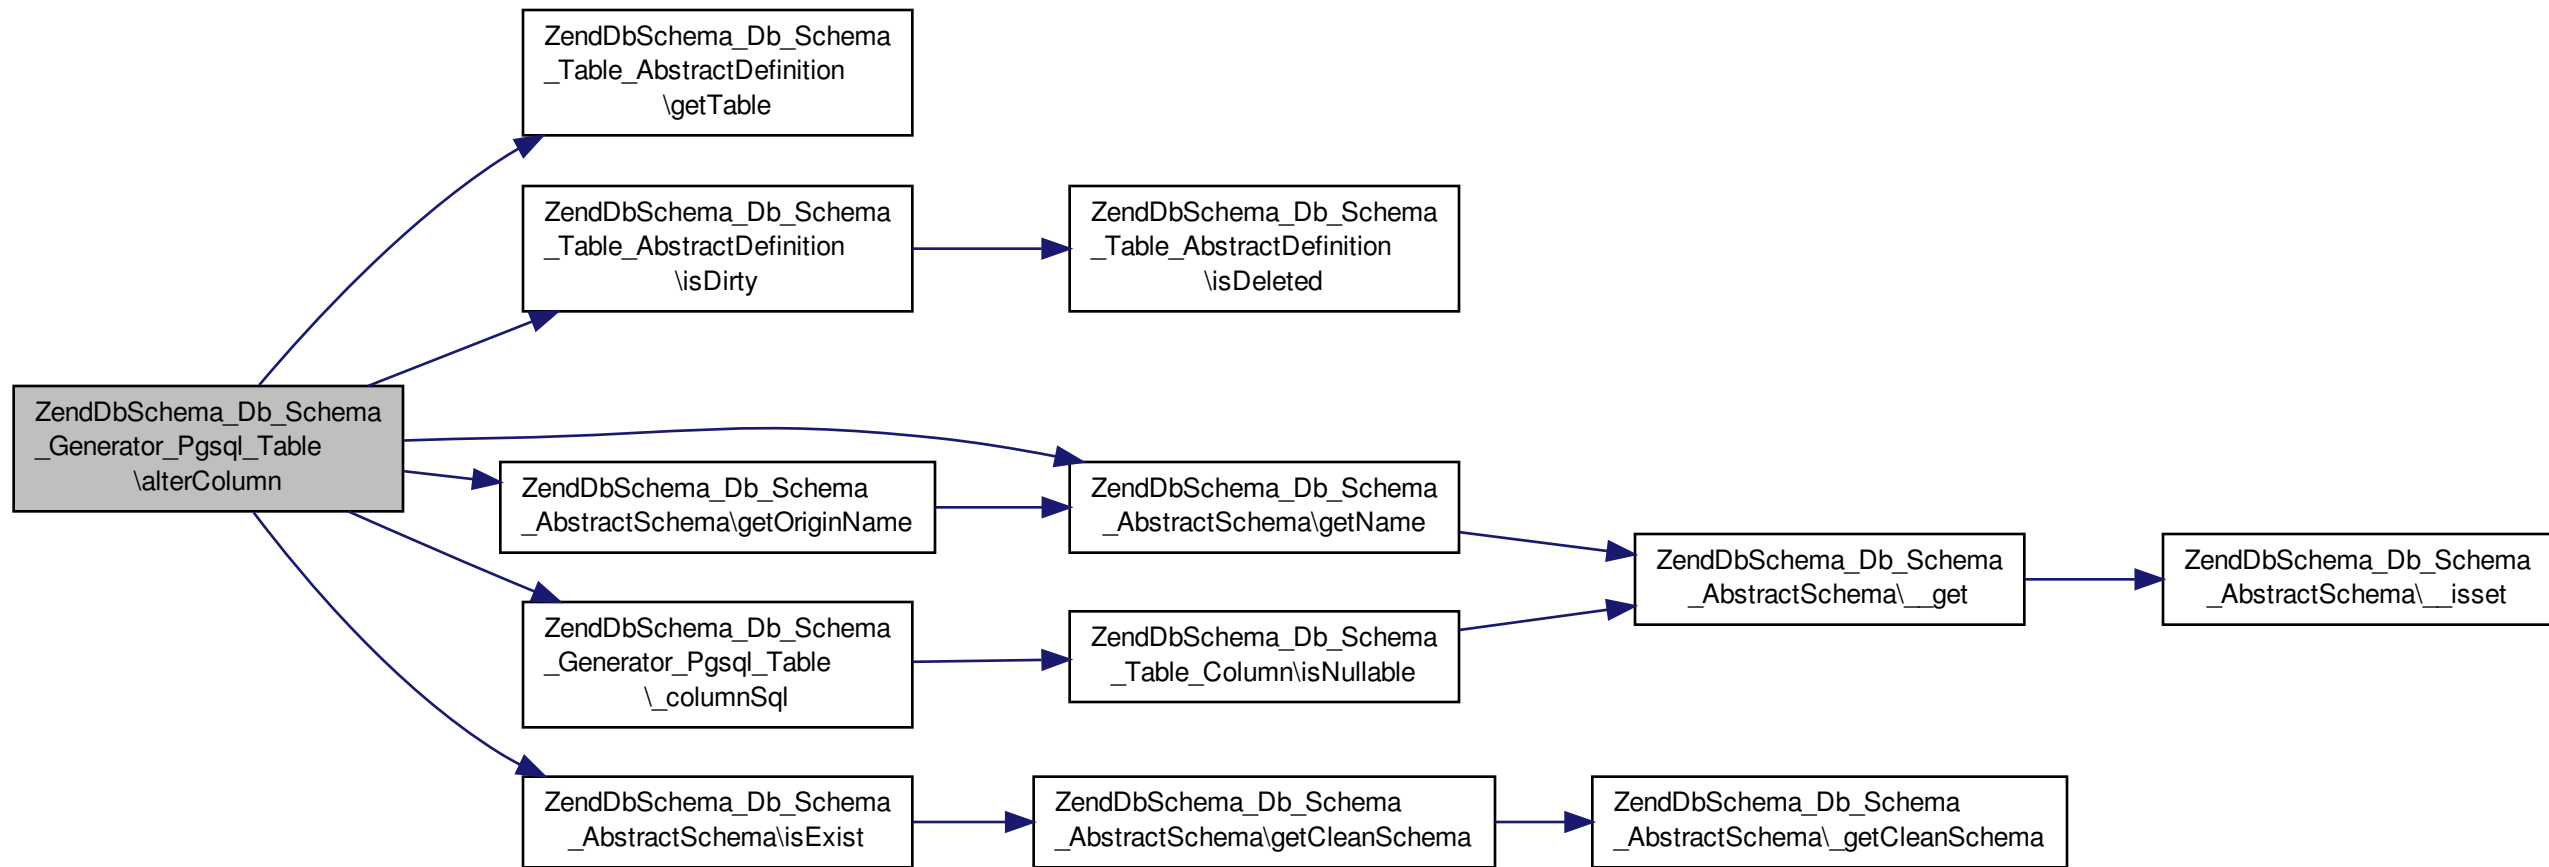 ZendDbSchema_Db_Schema
_Table_AbstractDefinition
\getTable
ZendDbSchema_Db_Schema
_Table_AbstractDefinition
\isDirty
ZendDbSchema_Db_Schema
_Table_AbstractDefinition
\isDeleted
ZendDbSchema_Db_Schema
_Generator_Pgsql_Table
\alterColumn
ZendDbSchema_Db_Schema
_AbstractSchema\getOriginName
ZendDbSchema_Db_Schema
_AbstractSchema\getName
ZendDbSchema_Db_Schema
_AbstractSchema\__get
ZendDbSchema_Db_Schema
_AbstractSchema\__isset
ZendDbSchema_Db_Schema
_Generator_Pgsql_Table
\_columnSql
ZendDbSchema_Db_Schema
_Table_Column\isNullable
ZendDbSchema_Db_Schema
_AbstractSchema\isExist
ZendDbSchema_Db_Schema
_AbstractSchema\getCleanSchema
ZendDbSchema_Db_Schema
_AbstractSchema\_getCleanSchema